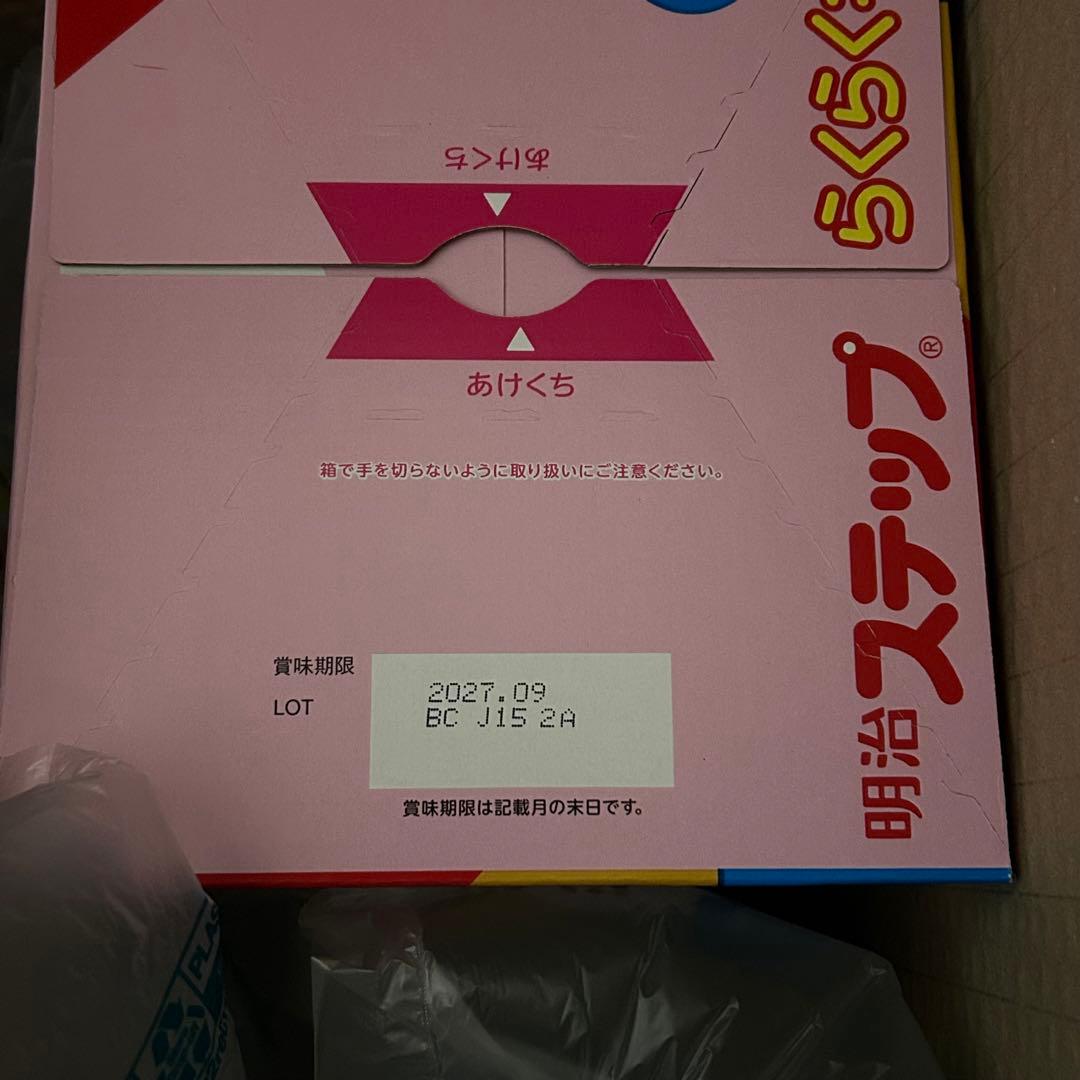 らくらく
あけくち
あけくち
箱で手を切らないように取り扱いにご注意ください。
明治ステップ®
賞味期限 2027.09
LOT BC J15 2A
賞味期限は記載月の末日です。
PLAS